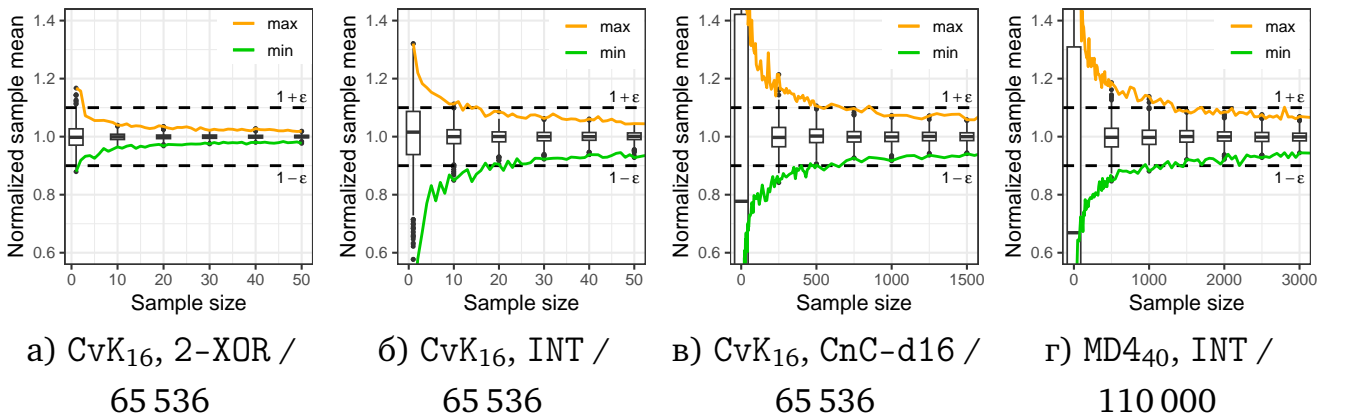 Normalized sample mean
1.4
1.2
1.0
0.8
0.6
max
min
1+ε
1−ε
0 10 20 30 40 50
Sample size
а) CvK16, 2-XOR /
65 536
Normalized sample mean
1.4
1.2
1.0
0.8
0.6
max
min
1+ε
1−ε
0 10 20 30 40 50
Sample size
б) CvK16, INT /
65 536
Normalized sample mean
1.4
1.2
1.0
0.8
0.6
max
min
1+ε
1−ε
0 500 1000 1500
Sample size
в) CvK16, CnC-d16 /
65 536
Normalized sample mean
1.4
1.2
1.0
0.8
0.6
max
min
1+ε
1−ε
0 1000 2000 3000
Sample size
г) MD440, INT /
110 000